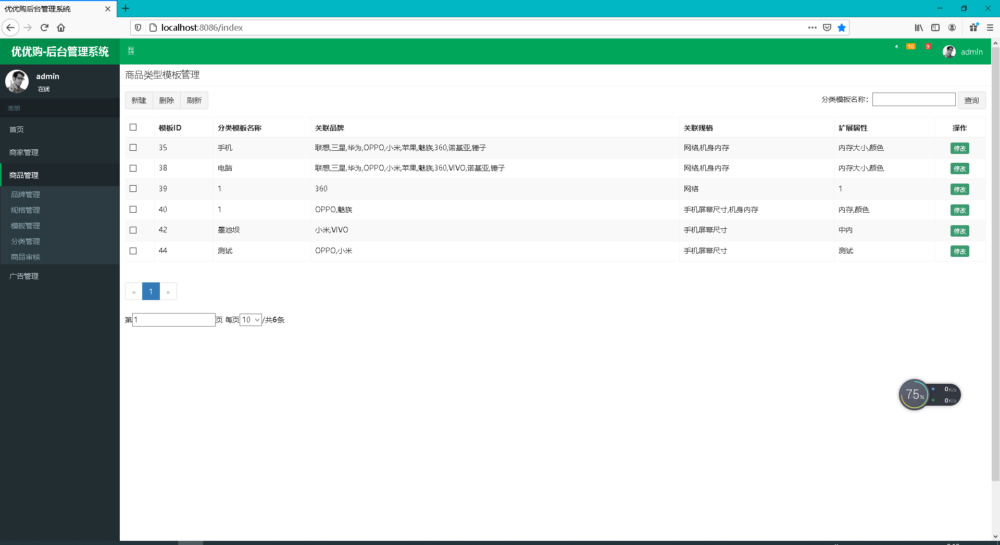 优优购后台管理系统
localhost:8086/index
优优购-后台管理系统
4 10 9 admin
admin
在线
菜单
首页
商家管理
商品管理
品牌管理
规格管理
模板管理
分类管理
商品审核
广告管理
商品类型模板管理
新建 删除 刷新 分类模板名称： 查询
模板ID 分类模板名称 关联品牌 关联规格 扩展属性 操作
35 手机 联想,三星,华为,OPPO,小米,苹果,魅族,360,诺基亚,锤子 网络,机身内存 内存大小,颜色 修改
38 电脑 联想,三星,华为,OPPO,小米,苹果,魅族,360,VIVO,诺基亚,锤子 网络,机身内存 内存大小,颜色 修改
39 1 360 网络 1 修改
40 1 OPPO,魅族 手机屏幕尺寸,机身内存 内存,颜色 修改
42 墨池坝 小米,VIVO 手机屏幕尺寸 中内 修改
44 测试 OPPO,小米 手机屏幕尺寸 测试 修改
« 1 »
第1页 每页10/共6条
75%
0K/s
0K/s